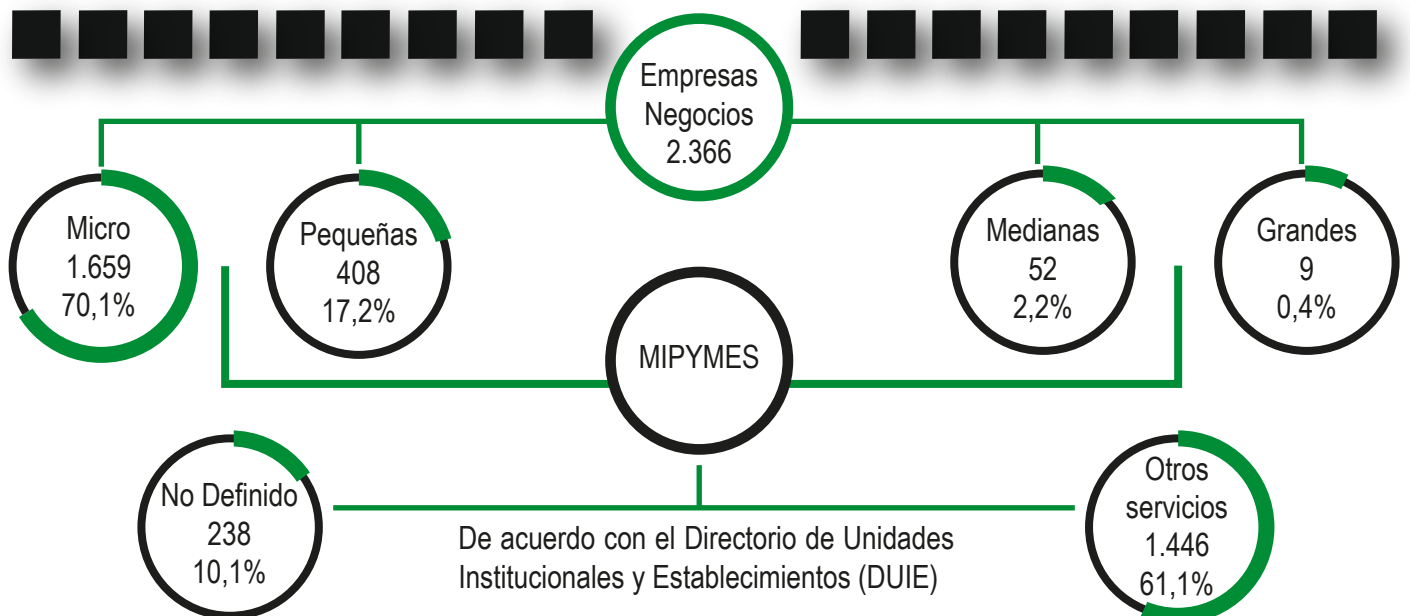 Empresas
Negocios
2.366
Micro
1.659
70,1%
Pequeñas
408
17,2%
Medianas
52
2,2%
Grandes
9
0,4%
MIPYMES
No Definido
238
10,1%
De acuerdo con el Directorio de Unidades
Institucionales y Establecimientos (DUIE)
Otros
servicios
1.446
61,1%